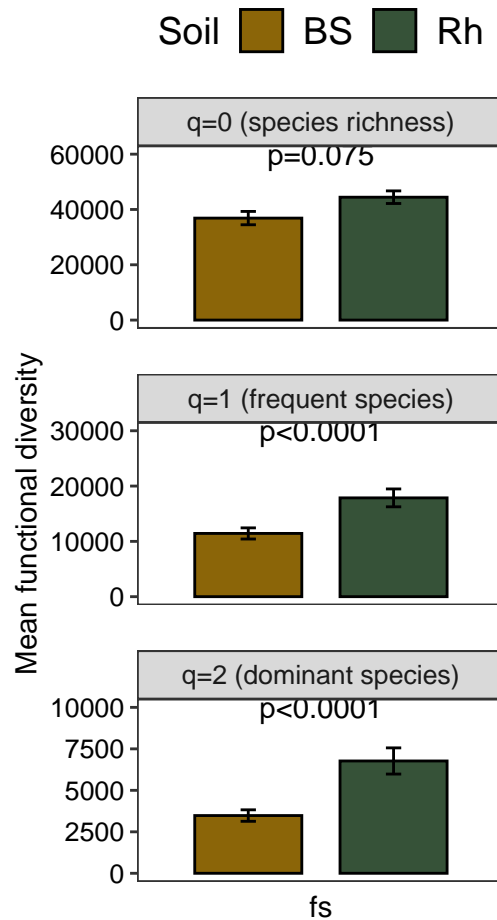 Soil BS Rh
q=0 (species richness)
p=0.075
60000
40000
20000
0
q=1 (frequent species)
p<0.0001
30000
20000
10000
0
q=2 (dominant species)
p<0.0001
10000
7500
5000
2500
0
Mean functional diversity
fs